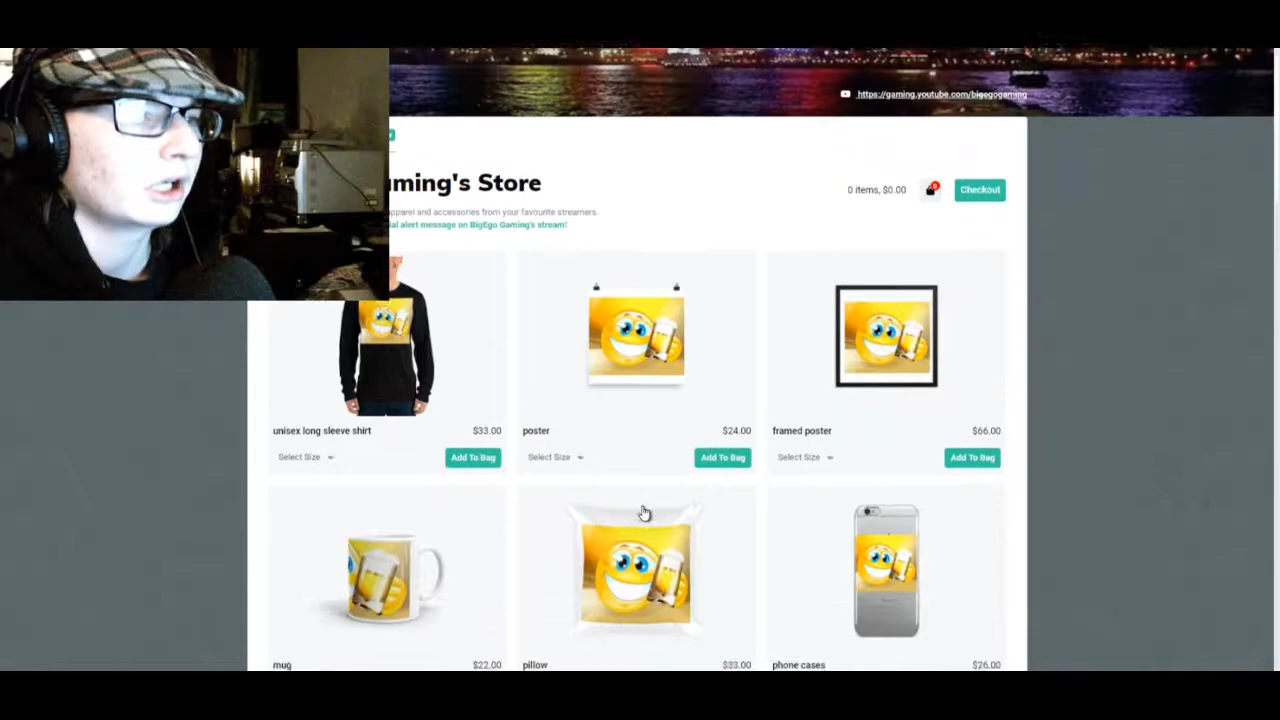 https://gaming.youtube.com/bigegogaming
ming's Store
0 items, $0.00
0
Checkout
apparel and accessories from your favourite streamers.
al alert message on BigEgo Gaming's stream!
unisex long sleeve shirt $33.00
poster $24.00
framed poster $66.00
Select Size Add To Bag
Select Size Add To Bag
Select Size Add To Bag
mug $22.00
pillow $33.00
phone cases $26.00